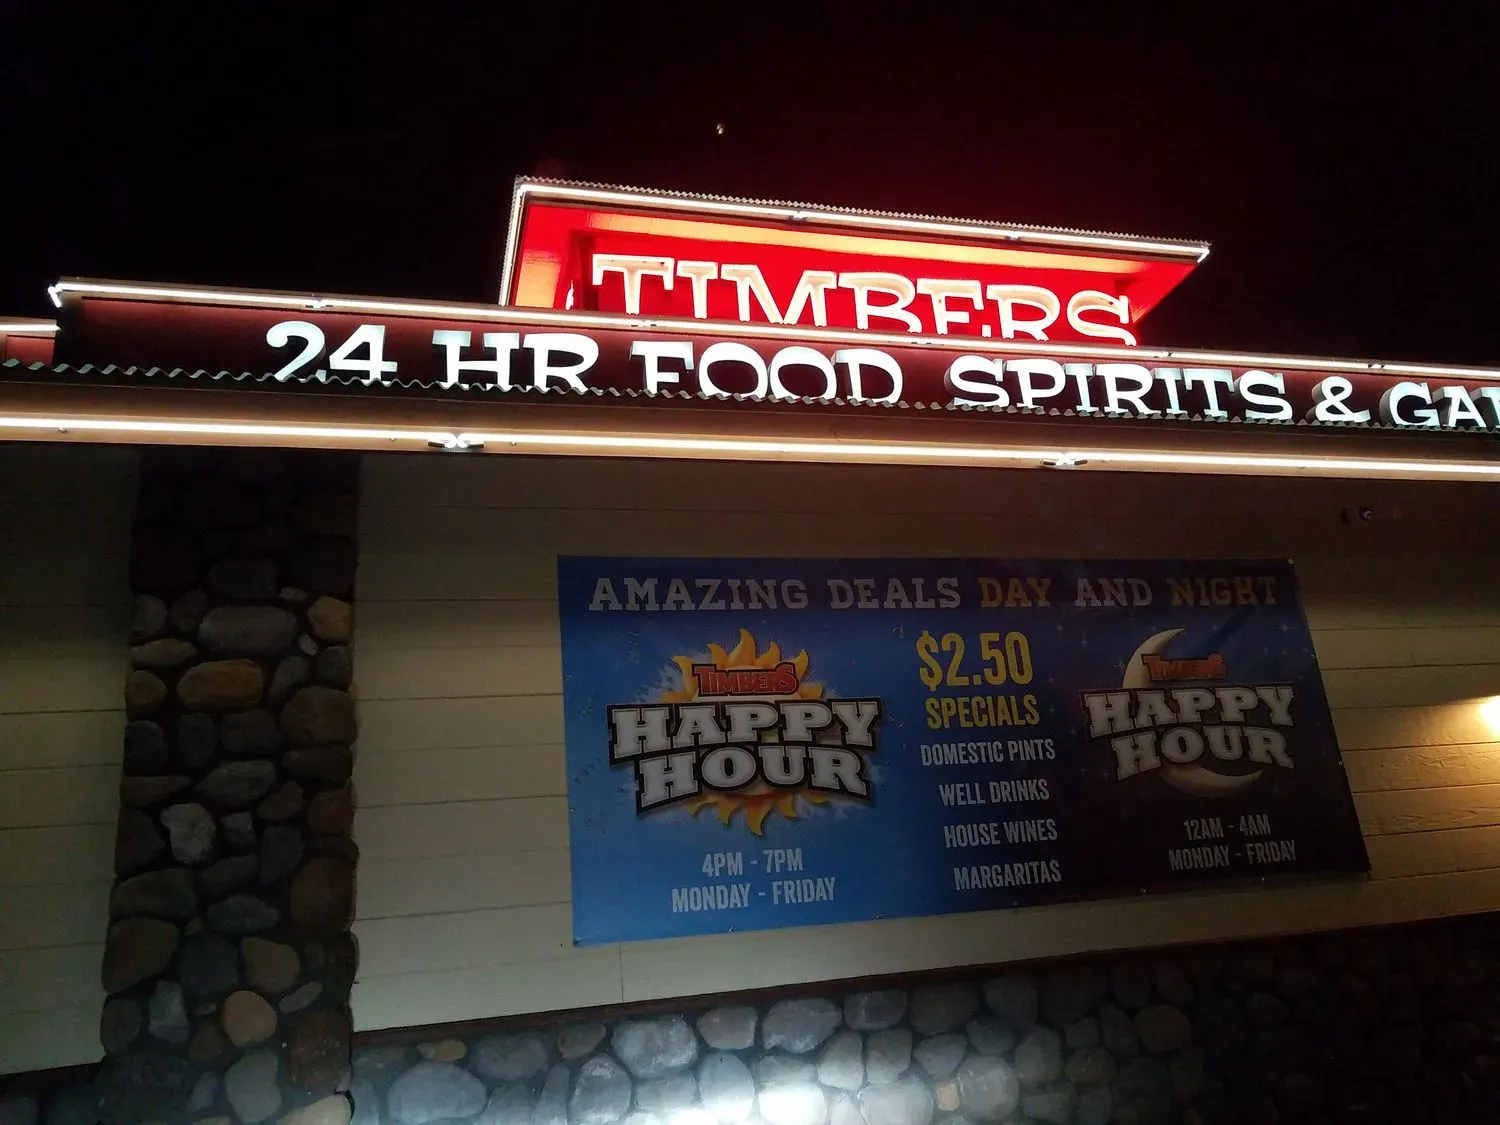 TIMBERS
24 HR FOOD SPIRITS &
AMAZING DEALS DAY AND NIGHT
TIMBERS
HAPPY
HOUR
4PM - 7PM
MONDAY - FRIDAY
$2.50
SPECIALS
DOMESTIC PINTS
WELL DRINKS
HOUSE WINES
MARGARITAS
TIMBERS
HAPPY
HOUR
12AM - 4AM
MONDAY - FRIDAY